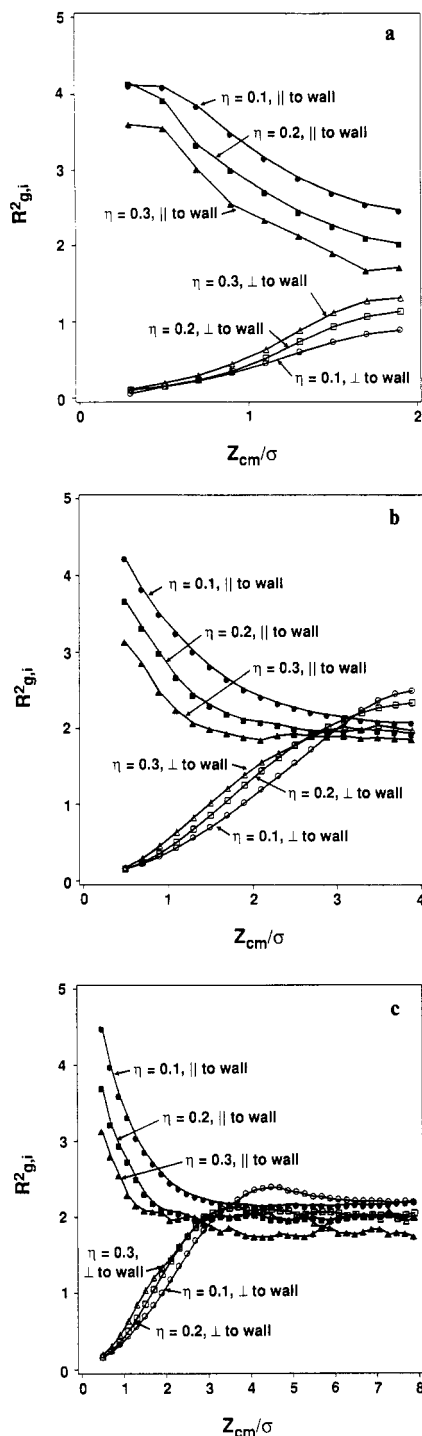 a
5
4
3
2
1
0
R²g,i
η = 0.1, || to wall
η = 0.2, || to wall
η = 0.3, || to wall
η = 0.3, ⊥ to wall
η = 0.2, ⊥ to wall
η = 0.1, ⊥ to wall
0 1 2
Zcm/σ
b
5
4
3
2
1
0
R²g,i
η = 0.1, || to wall
η = 0.2, || to wall
η = 0.3, || to wall
η = 0.3, ⊥ to wall
η = 0.2, ⊥ to wall
η = 0.1, ⊥ to wall
0 1 2 3 4
Zcm/σ
c
5
4
3
2
1
0
R²g,i
η = 0.1, || to wall
η = 0.2, || to wall
η = 0.3, || to wall
η = 0.3,
⊥ to wall
η = 0.1, ⊥ to wall
η = 0.2, ⊥ to wall
0 1 2 3 4 5 6 7 8
Zcm/σ